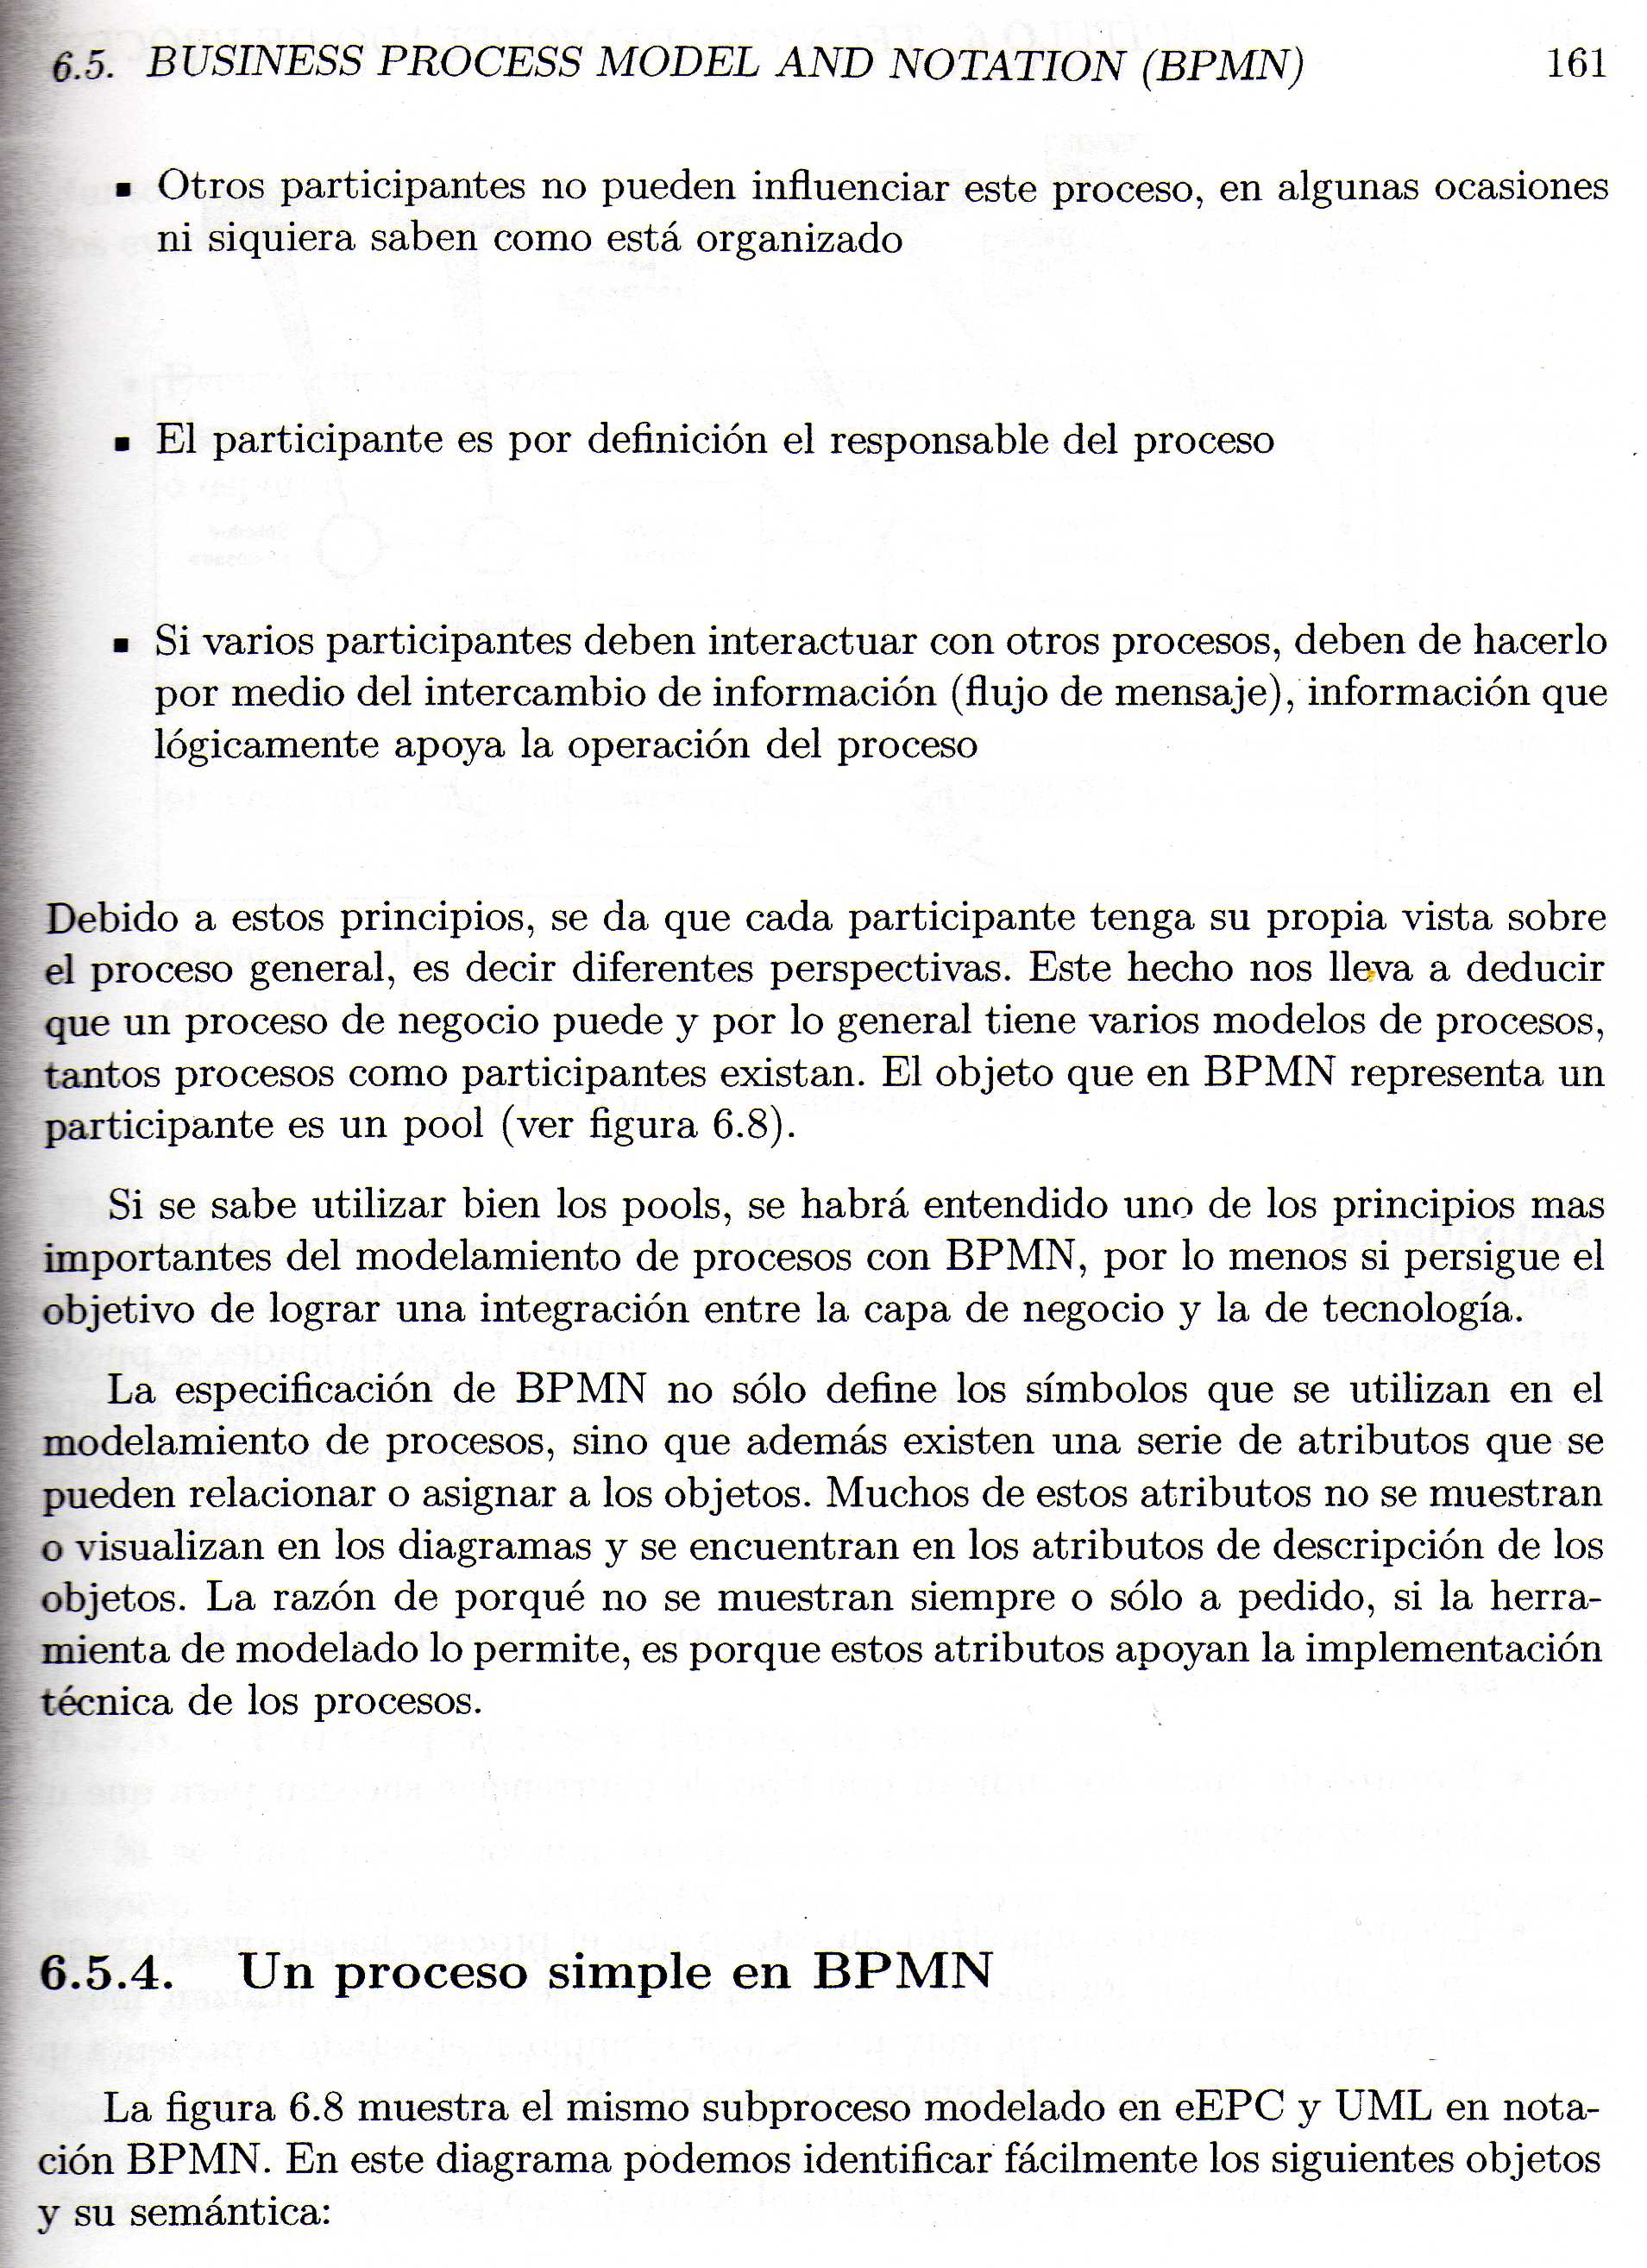 6.5. BUSINESS PROCESS MODEL AND NOTATION (BPMN) 161
▪ Otros participantes no pueden influenciar este proceso, en algunas ocasiones
ni siquiera saben como está organizado
▪ El participante es por definición el responsable del proceso
▪ Si varios participantes deben interactuar con otros procesos, deben de hacerlo
por medio del intercambio de información (flujo de mensaje), información que
lógicamente apoya la operación del proceso
Debido a estos principios, se da que cada participante tenga su propia vista sobre
el proceso general, es decir diferentes perspectivas. Este hecho nos lleva a deducir
que un proceso de negocio puede y por lo general tiene varios modelos de procesos,
tantos procesos como participantes existan. El objeto que en BPMN representa un
participante es un pool (ver figura 6.8).
Si se sabe utilizar bien los pools, se habrá entendido uno de los principios mas
importantes del modelamiento de procesos con BPMN, por lo menos si persigue el
objetivo de lograr una integración entre la capa de negocio y la de tecnología.
La especificación de BPMN no sólo define los símbolos que se utilizan en el
modelamiento de procesos, sino que además existen una serie de atributos que se
pueden relacionar o asignar a los objetos. Muchos de estos atributos no se muestran
o visualizan en los diagramas y se encuentran en los atributos de descripción de los
objetos. La razón de porqué no se muestran siempre o sólo a pedido, si la herra-
mienta de modelado lo permite, es porque estos atributos apoyan la implementación
técnica de los procesos.
6.5.4. Un proceso simple en BPMN
La figura 6.8 muestra el mismo subproceso modelado en eEPC y UML en nota-
ción BPMN. En este diagrama podemos identificar fácilmente los siguientes objetos
y su semántica: